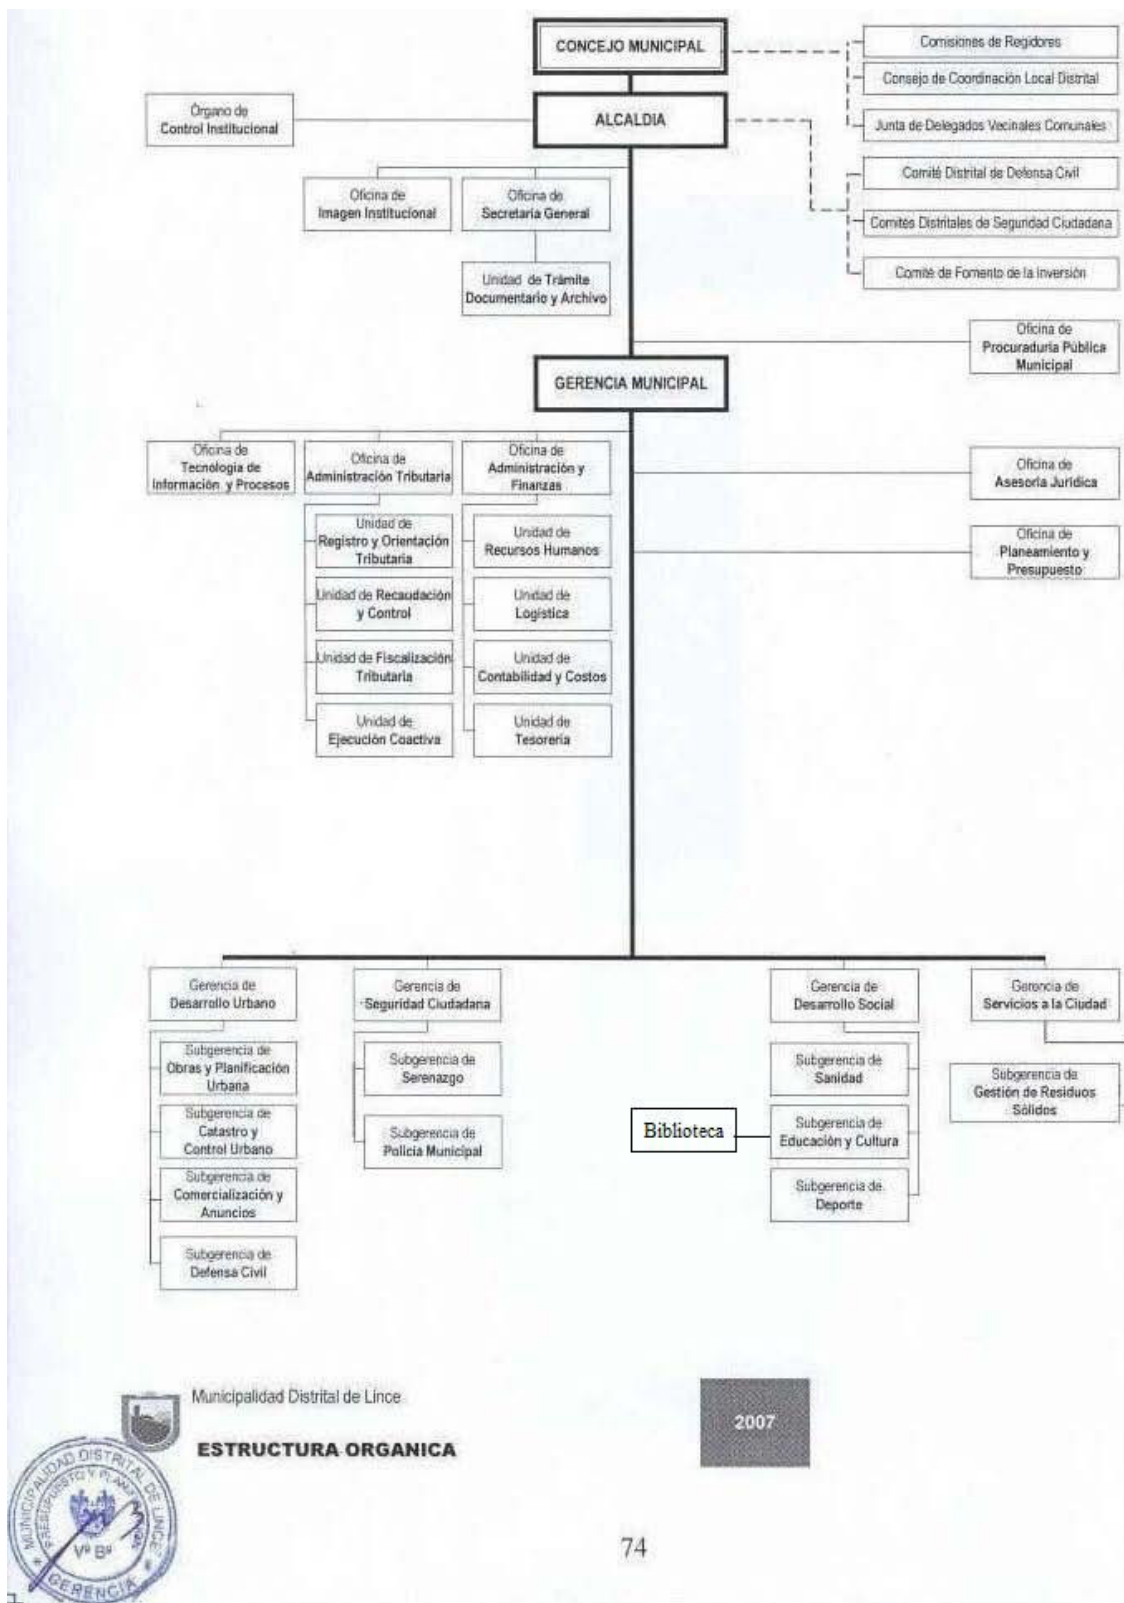 CONCEJO MUNICIPAL
Comisiones de Regidores
Consejo de Coordinación Local Distrital
Junta de Delegados Vecinales Comunales
Órgano de
Control Institucional
ALCALDIA
Comité Distrital de Defensa Civil
Comités Distritales de Seguridad Ciudadana
Comité de Fomento de la Inversión
Oficina de
Imagen Institucional
Oficina de
Secretaria General
Unidad de Trámite
Documentario y Archivo
Oficina de
Procuraduria Pública
Municipal
GERENCIA MUNICIPAL
Oficina de
Tecnologia de
Información y Procesos
Oficina de
Administración Tributaria
Oficina de
Administración y
Finanzas
Oficina de
Asesoria Juridica
Oficina de
Planeamiento y
Presupuesto
Unidad de
Registro y Orientación
Tributaria
Unidad de Recaudación
y Control
Unidad de Fiscalización
Tributaria
Unidad de
Ejecución Coactiva
Unidad de
Recursos Humanos
Unidad de
Logistica
Unidad de
Contabilidad y Costos
Unidad de
Tesoreria
Gerencia de
Desarrollo Urbano
Subgerencia de
Obras y Planificación
Urbana
Subgerencia de
Catastro y
Control Urbano
Subgerencia de
Comercialización y
Anuncios
Subgerencia de
Defensa Civil
Gerencia de
Seguridad Ciudadana
Subgerencia de
Serenazgo
Subgerencia de
Policia Municipal
Gerencia de
Desarrollo Social
Subgerencia de
Sanidad
Biblioteca
Subgerencia de
Educación y Cultura
Subgerencia de
Deporte
Gerencia de
Servicios a la Ciudad
Subgerencia de
Gestión de Residuos
Sólidos
Municipalidad Distrital de Lince
ESTRUCTURA ORGANICA
2007
MUNICIPALIDAD DISTRITAL DE LINCE
PRESUPUESTO Y
Vº Bº
GERENCIA
74